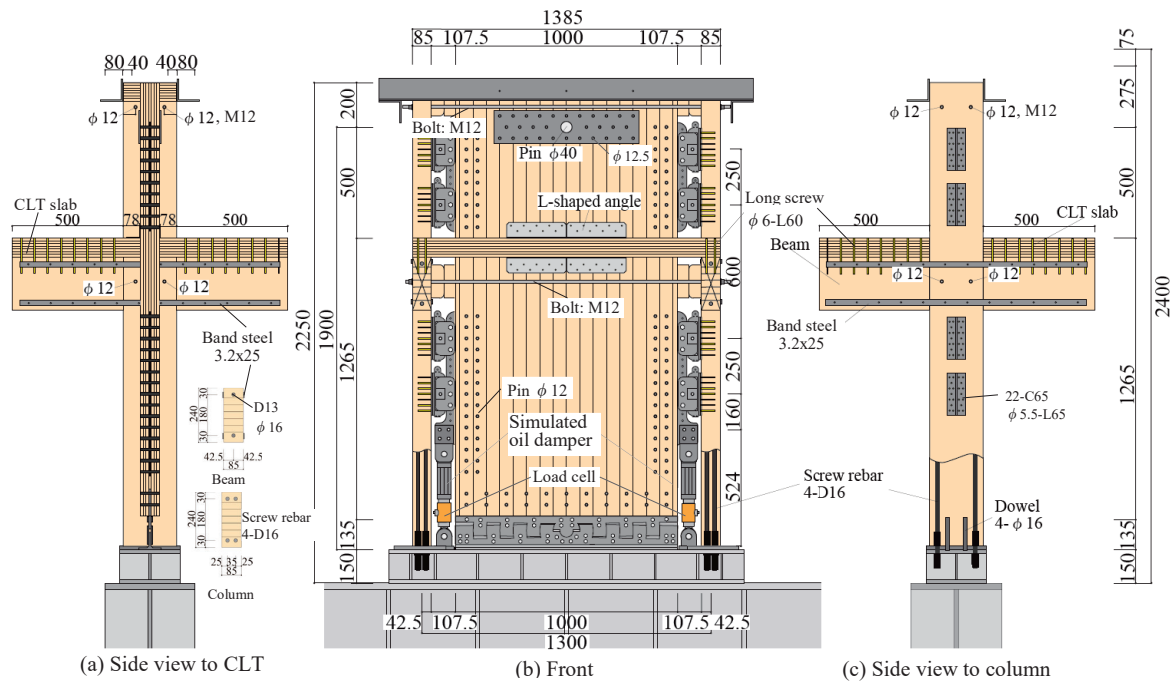 80 40
40 80
φ 12
φ 12, M12
CLT slab
500
78
78
500
φ 12
φ 12
Band steel
3.2x25
30
240
180
30
D13
φ 16
42.5
42.5
85
Beam
30
240
180
30
Screw rebar
4-D16
25 35 25
85
Column
(a) Side view to CLT
1385
85
107.5
1000
107.5
85
200
500
2250
1900
1265
135
150
Bolt: M12
Pin φ40
φ 12.5
L-shaped angle
Long screw
φ 6-L60
250
600
Bolt: M12
250
Pin φ 12
160
Simulated
oil damper
Load cell
524
Screw rebar
4-D16
42.5
107.5
1000
107.5
42.5
1300
(b) Front
75
275
φ 12
φ 12, M12
500
500
500
CLT slab
Beam
φ 12
φ 12
Band steel
3.2x25
2400
1265
22-C65
φ 5.5-L65
Dowel
4- φ 16
135
150
(c) Side view to column